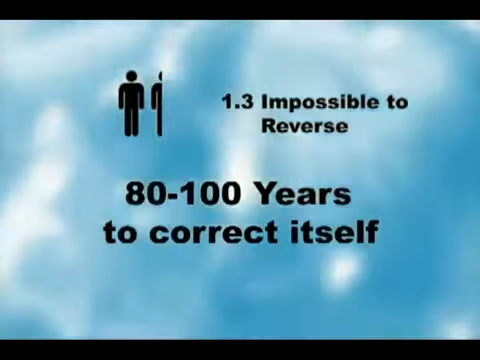 1.3 Impossible to
Reverse
80-100 Years
to correct itself